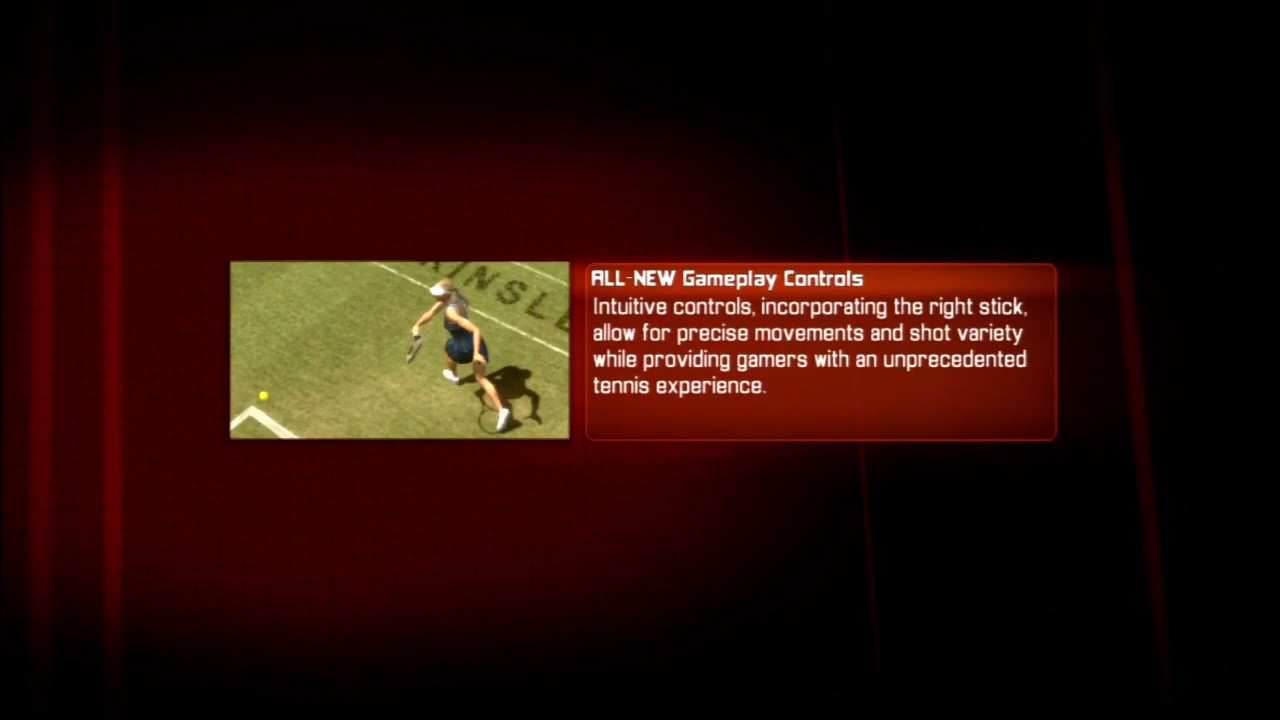 ALL-NEW Gameplay Controls
Intuitive controls, incorporating the right stick,
allow for precise movements and shot variety
while providing gamers with an unprecedented
tennis experience.